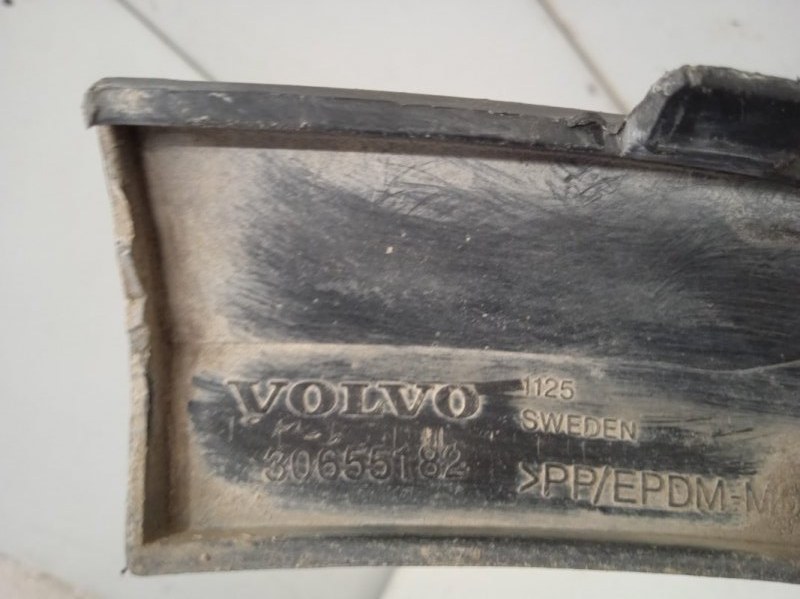 VOLVO
1125
SWEDEN
30655182
>PP/EPDM-M